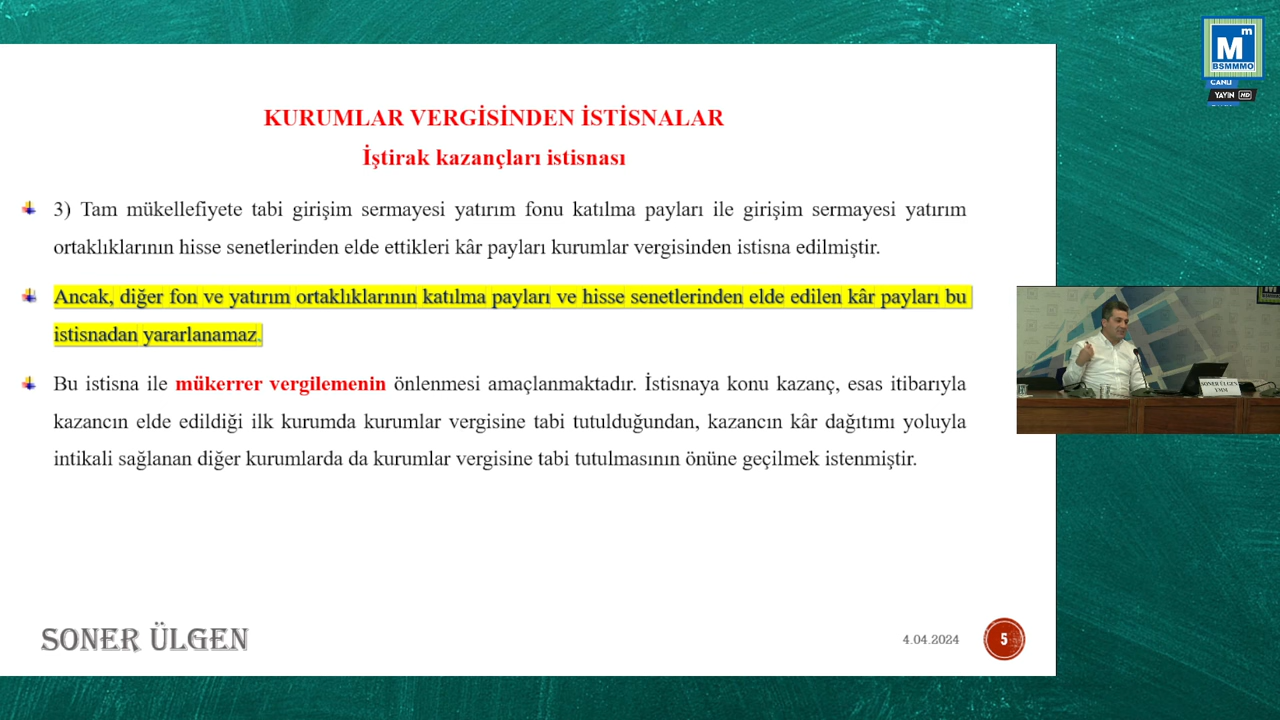 M m
BSMMMO
CANLI
YAYIN HD
KURUMLAR VERGİSİNDEN İSTİSNALAR
İştirak kazançları istisnası
3) Tam mükellefiyete tabi girişim sermayesi yatırım fonu katılma payları ile girişim sermayesi yatırım
ortaklıklarının hisse senetlerinden elde ettikleri kâr payları kurumlar vergisinden istisna edilmiştir.
Ancak, diğer fon ve yatırım ortaklıklarının katılma payları ve hisse senetlerinden elde edilen kâr payları bu
istisnadan yararlanamaz.
Bu istisna ile mükerrer vergilemenin önlenmesi amaçlanmaktadır. İstisnaya konu kazanç, esas itibarıyla
kazancın elde edildiği ilk kurumda kurumlar vergisine tabi tutulduğundan, kazancın kâr dağıtımı yoluyla
intikali sağlanan diğer kurumlarda da kurumlar vergisine tabi tutulmasının önüne geçilmek istenmiştir.
SONER ÜLGEN
YMM
SONER ÜLGEN
4.04.2024
5